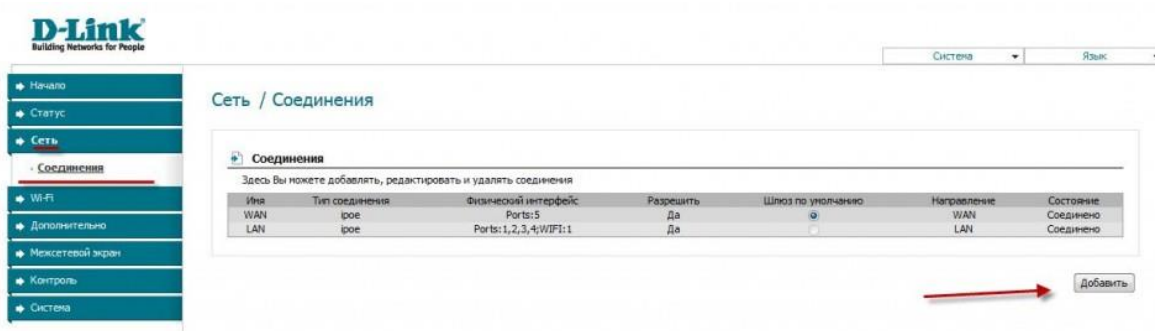 D-Link
Building Networks for People
Система Язык
Начало
Статус
Сеть
Соединения
Wi-Fi
Дополнительно
Межсетевой экран
Контроль
Система
Сеть / Соединения
Соединения
Здесь Вы можете добавлять, редактировать и удалять соединения
Имя Тип соединения Физический интерфейс Разрешить Шлюз по умолчанию Направление Состояние
WAN ipoe Ports:5 Да WAN Соединено
LAN ipoe Ports:1,2,3,4;WIFI:1 Да LAN Соединено
Добавить